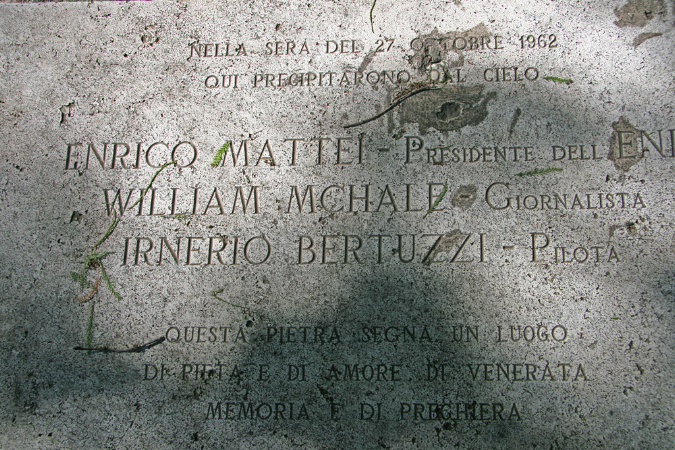 NELLA SERA DEL 27 OTTOBRE 1962
QUI PRECIPITARONO DAL CIELO
ENRICO MATTEI - PRESIDENTE DELL'ENI
WILLIAM MCHALE - GIORNALISTA
IRNERIO BERTUZZI - PILOTA
QUESTA PIETRA SEGNA UN LUOGO
DI PIETÀ E DI AMORE, DI VENERATA
MEMORIA E DI PREGHIERA